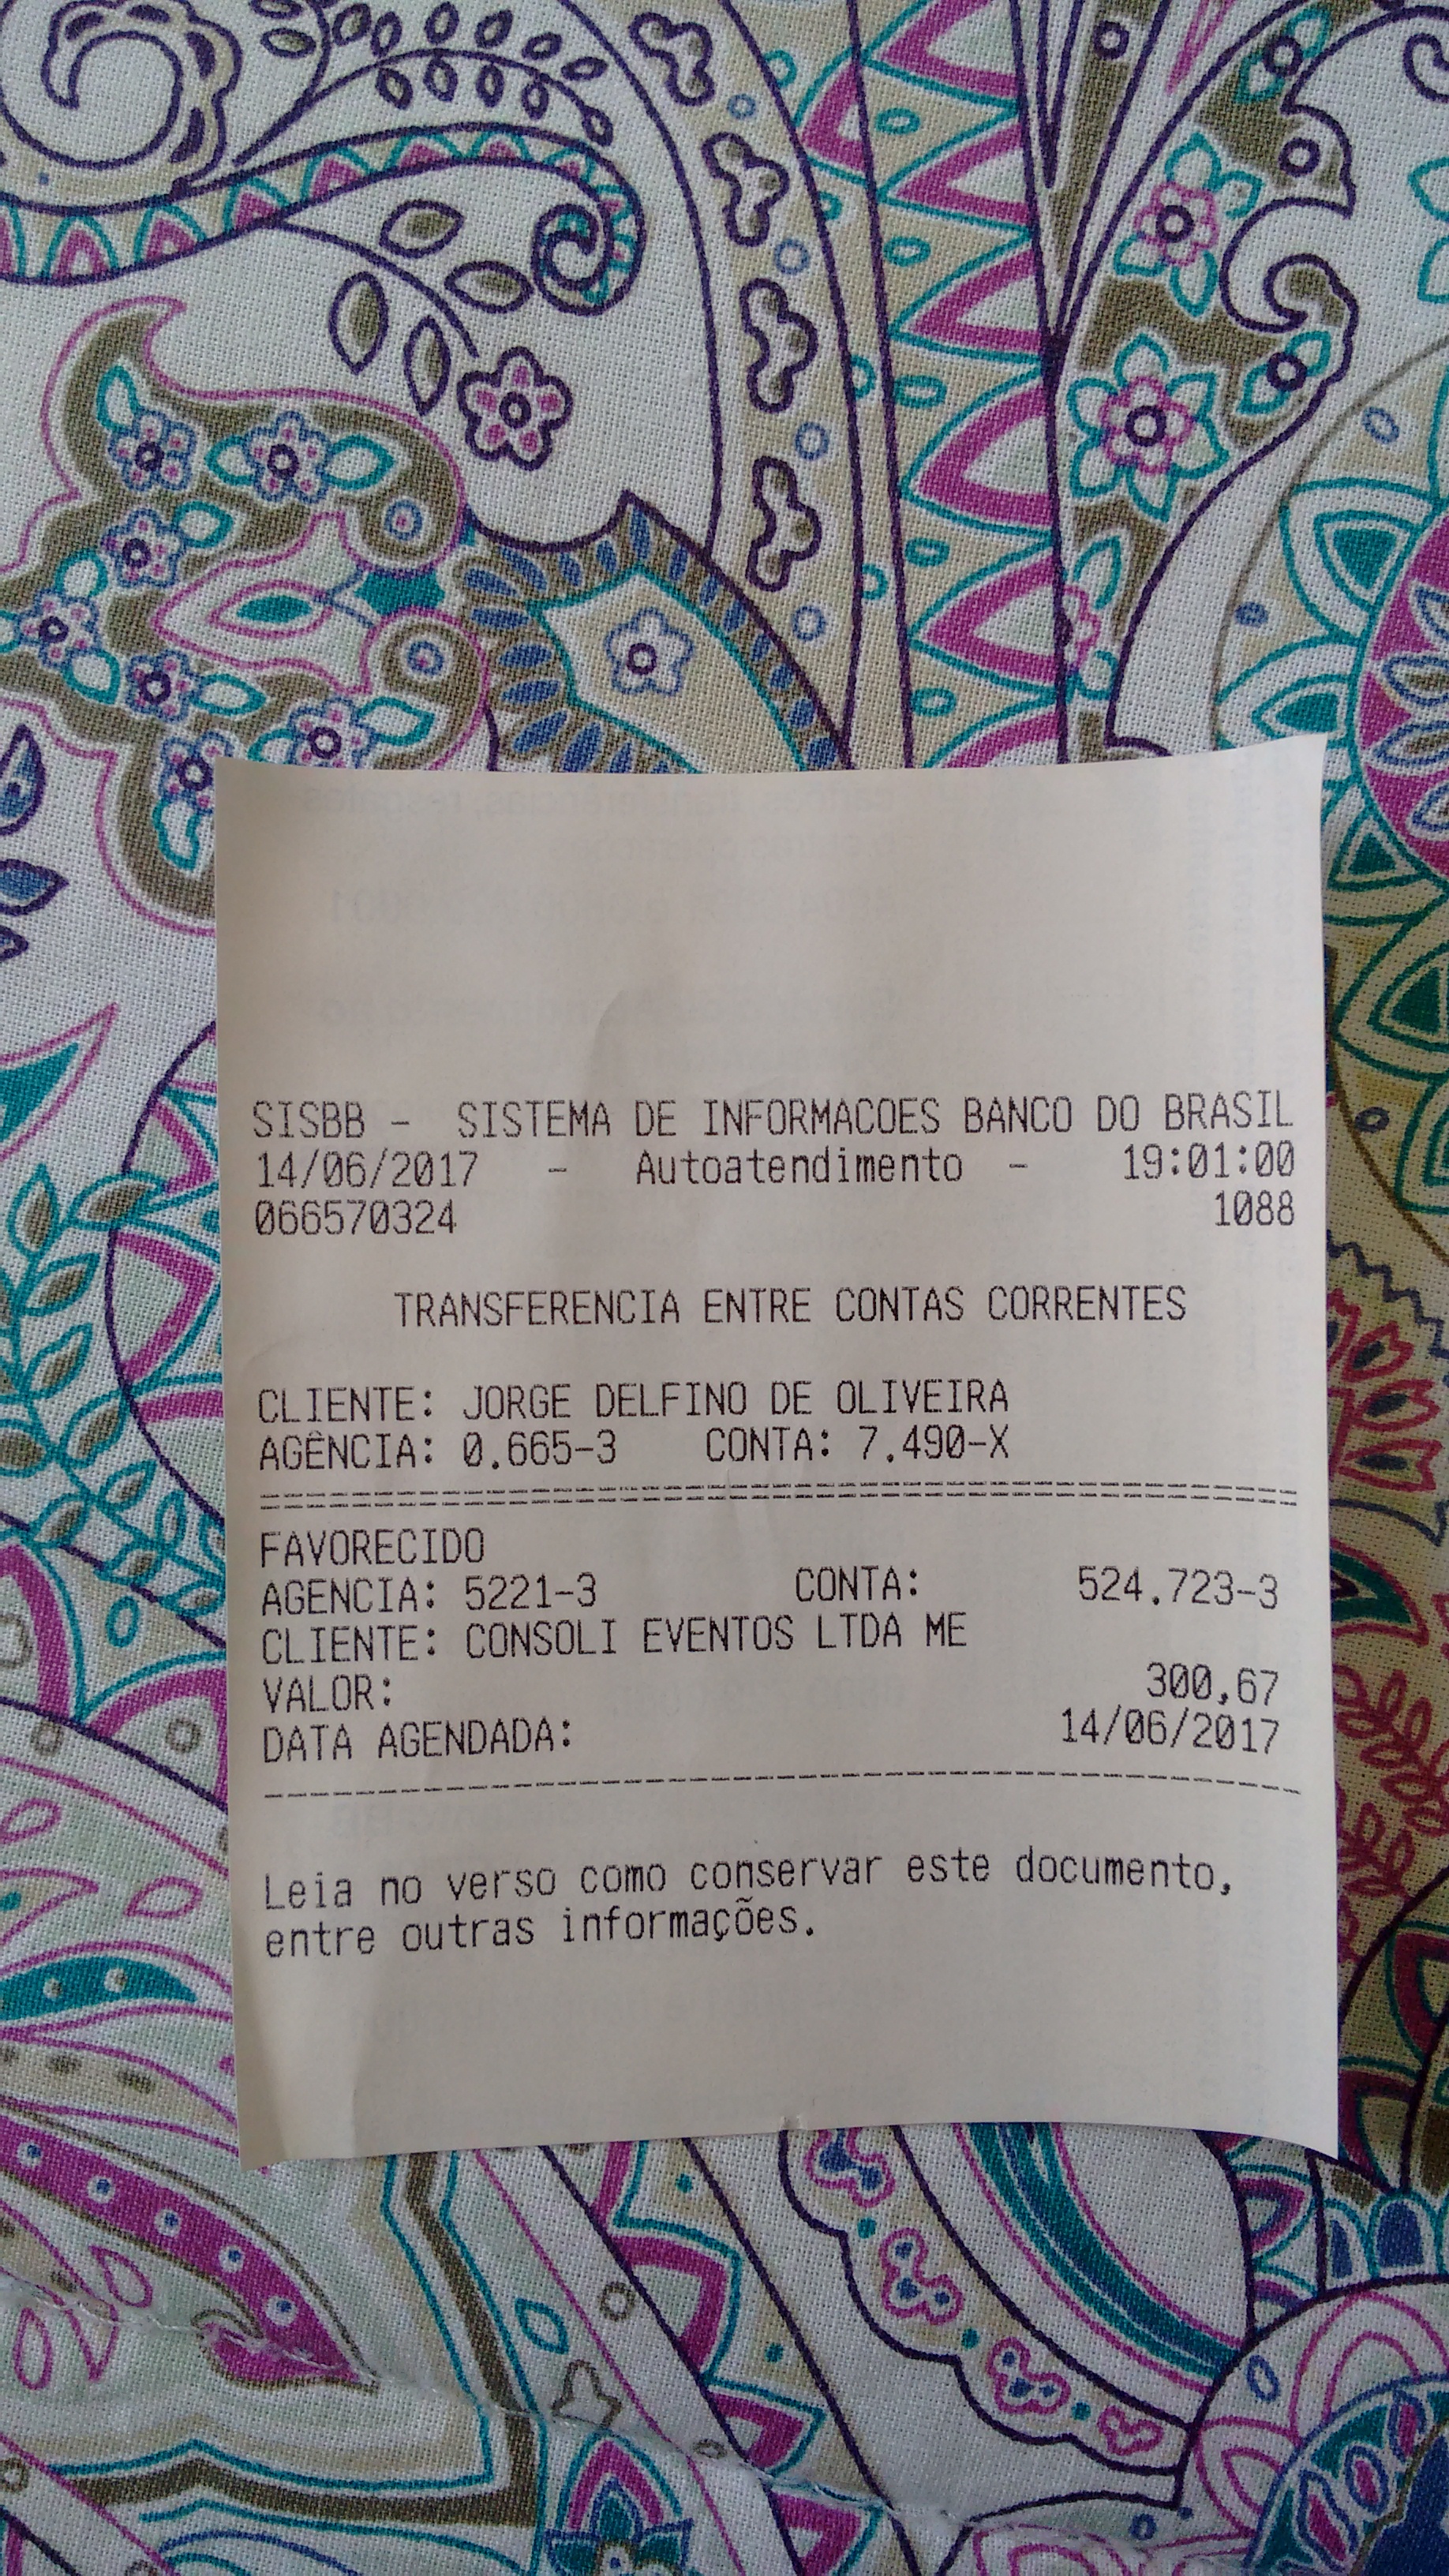 SISBB - SISTEMA DE INFORMACOES BANCO DO BRASIL
14/06/2017 - Autoatendimento - 19:01:00
066570324 1088
TRANSFERENCIA ENTRE CONTAS CORRENTES
CLIENTE: JORGE DELFINO DE OLIVEIRA
AGÊNCIA: 0.665-3 CONTA: 7.490-X
FAVORECIDO
AGENCIA: 5221-3 CONTA: 524.723-3
CLIENTE: CONSOLI EVENTOS LTDA ME
VALOR: 300,67
DATA AGENDADA: 14/06/2017
Leia no verso como conservar este documento,
entre outras informações.